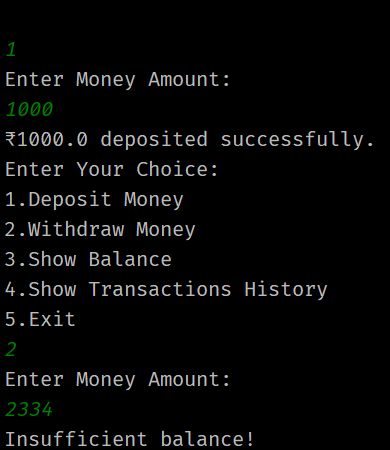 1
Enter Money Amount:
1000
₹1000.0 deposited successfully.
Enter Your Choice:
1.Deposit Money
2.Withdraw Money
3.Show Balance
4.Show Transactions History
5.Exit
2
Enter Money Amount:
2334
Insufficient balance!